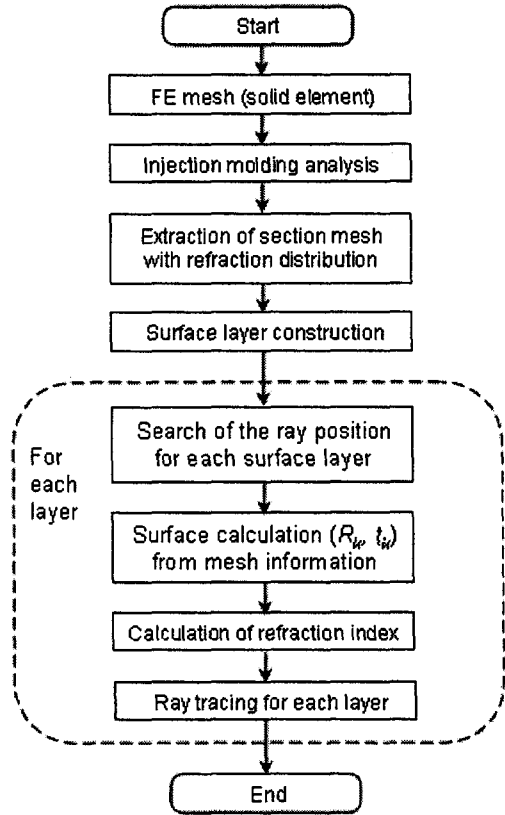 Start
FE mesh (solid element)
Injection molding analysis
Extraction of section mesh
with refraction distribution
Surface layer construction
For
each
layer
Search of the ray position
for each surface layer
Surface calculation (
from mesh information
Calculation of refraction index
Ray tracing for each layer
End